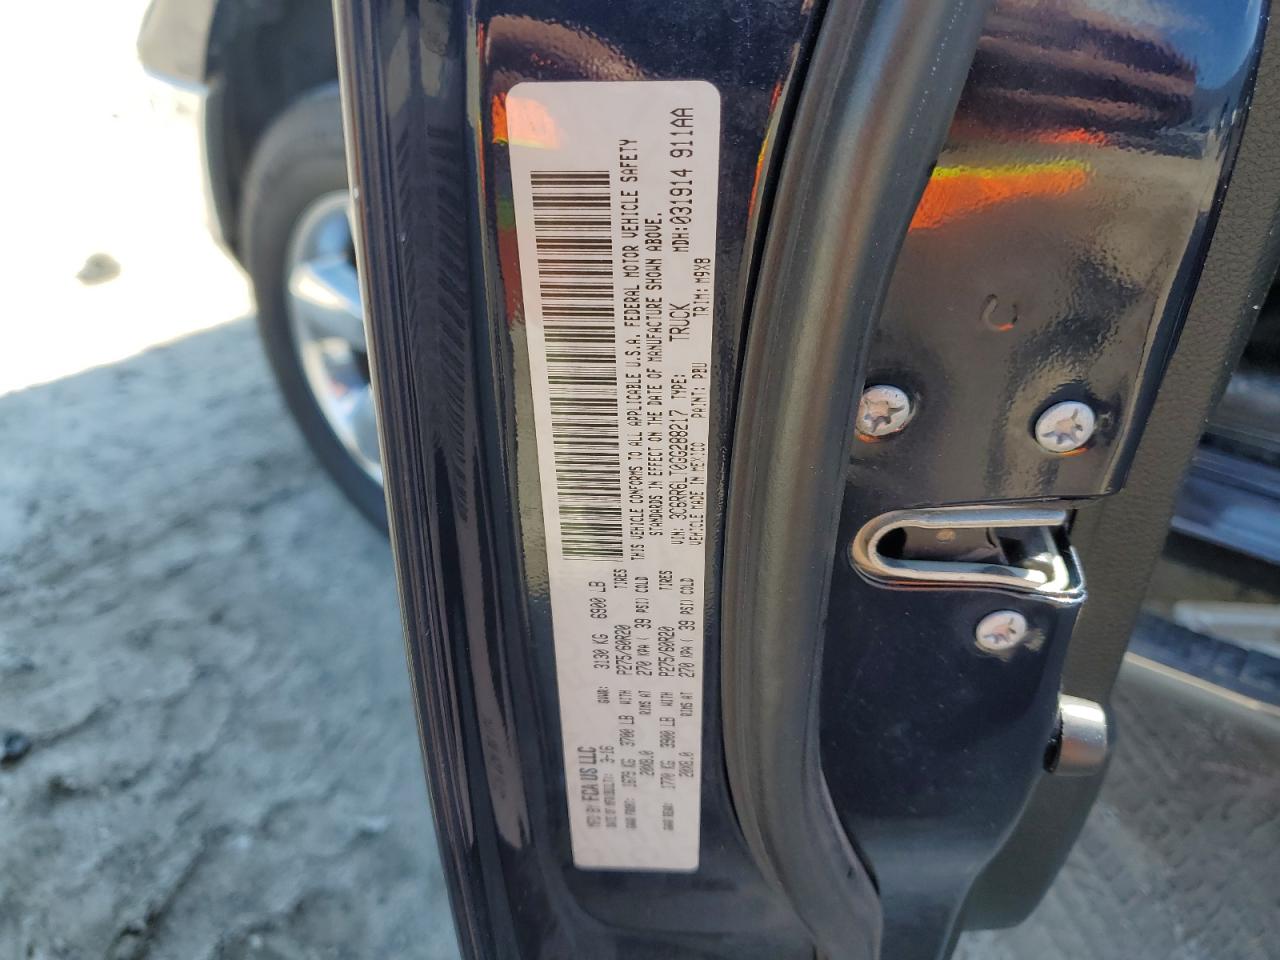 MFD BY: FCA US LLC
DATE OF MFR 3-16 GVWR: 3130 KG 6900 LB
GAWR FRONT: 1679 KG 3700 LB WITH P275/60R20 TIRES
20X8.0 RIMS AT 270 KPA ( 39 PSI) COLD
GAWR REAR: 1770 KG 3900 LB WITH P275/60R20 TIRES
20X8.0 RIMS AT 270 KPA ( 39 PSI) COLD
THIS VEHICLE CONFORMS TO ALL APPLICABLE U.S.A. FEDERAL MOTOR VEHICLE SAFETY
STANDARDS IN EFFECT ON THE DATE OF MANUFACTURE SHOWN ABOVE.
VIN: 3C6RR6LT0GG288217 TYPE: TRUCK MDH: 031914 911AA
VEHICLE MADE IN MEXICO PAINT: PBU TRIM: M9X8